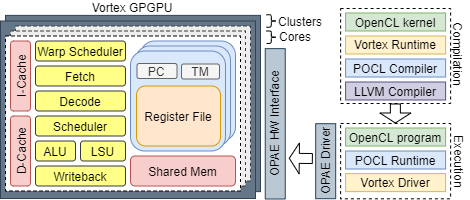 Vortex GPGPU
Clusters
Cores
I-Cache
D-Cache
Warp Scheduler
Fetch
Decode
Scheduler
ALU
LSU
Writeback
PC
TM
Register File
Shared Mem
OPAE HW Interface
OPAE Driver
OpenCL kernel
Vortex Runtime
POCL Compiler
LLVM Compiler
Compilation
OpenCL program
POCL Runtime
Vortex Driver
Execution